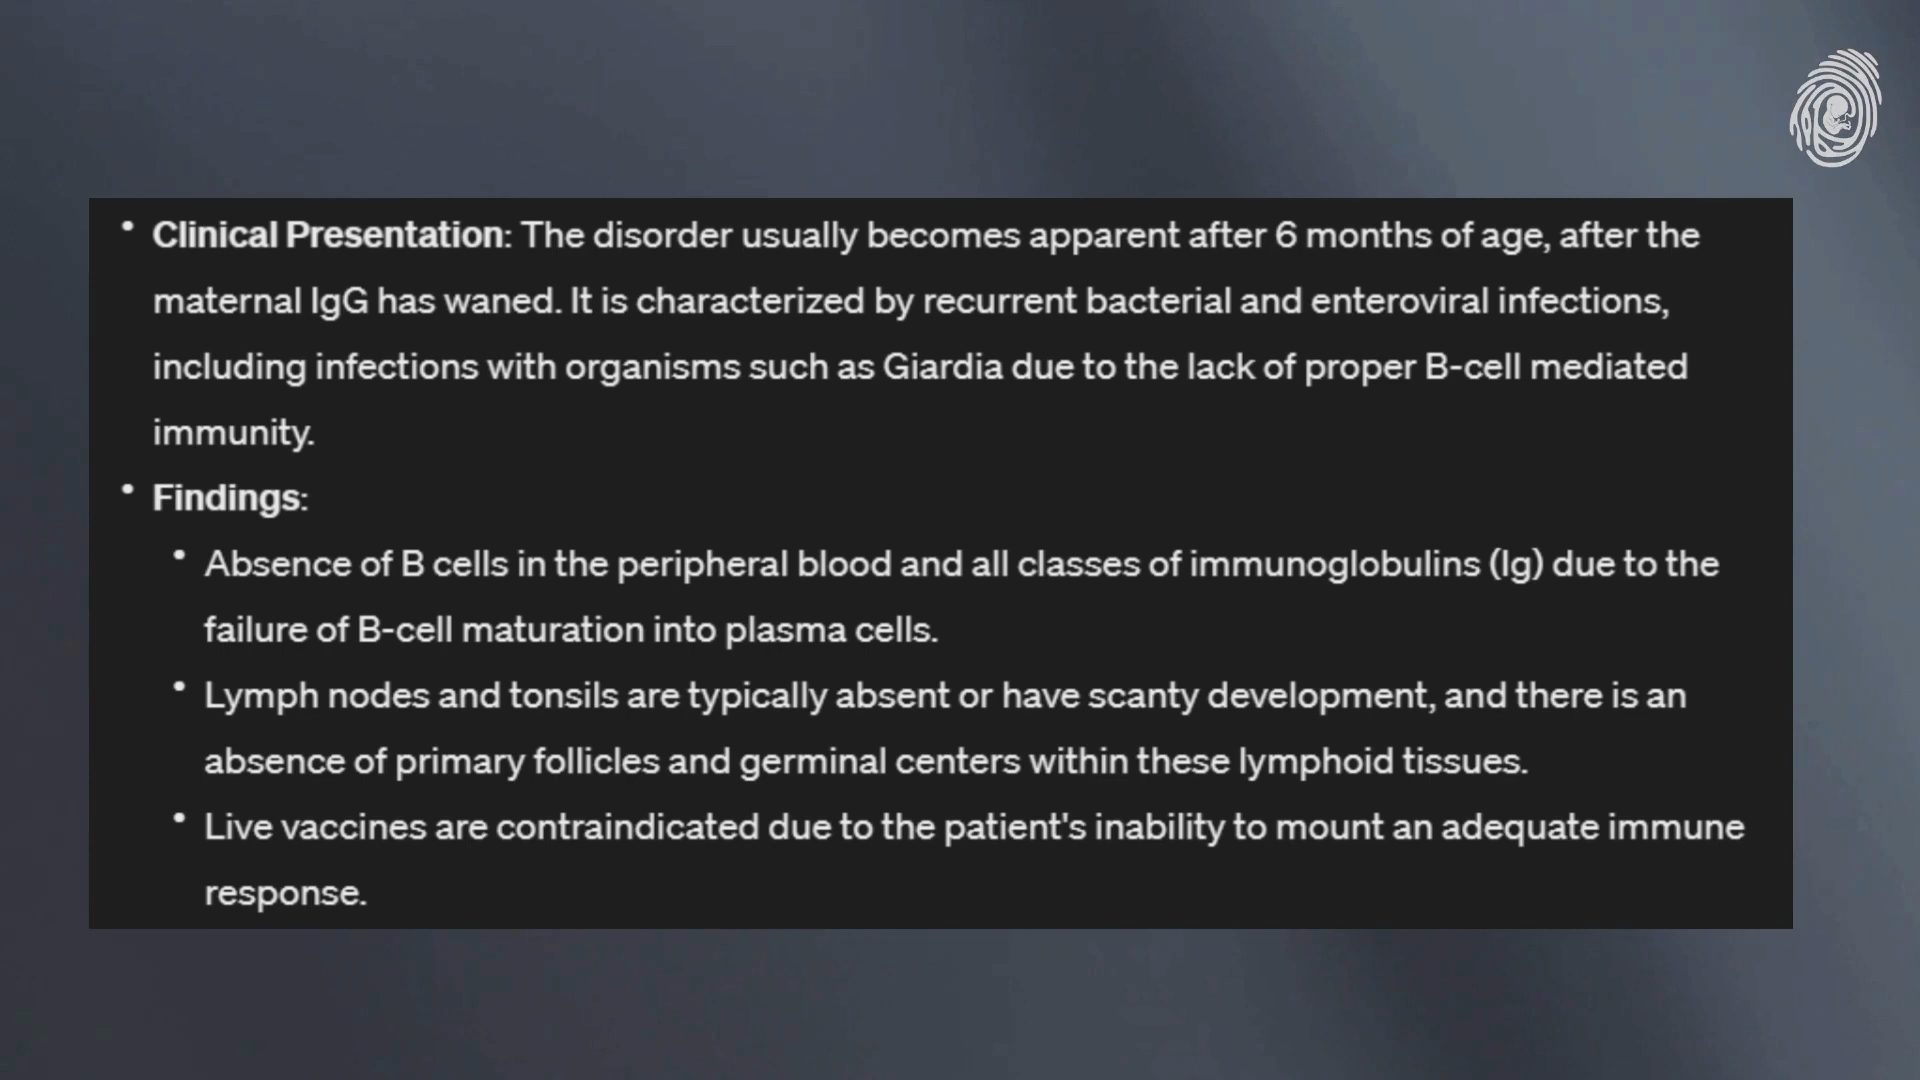 • Clinical Presentation: The disorder usually becomes apparent after 6 months of age, after the
maternal IgG has waned. It is characterized by recurrent bacterial and enteroviral infections,
including infections with organisms such as Giardia due to the lack of proper B-cell mediated
immunity.
• Findings:
• Absence of B cells in the peripheral blood and all classes of immunoglobulins (Ig) due to the
failure of B-cell maturation into plasma cells.
• Lymph nodes and tonsils are typically absent or have scanty development, and there is an
absence of primary follicles and germinal centers within these lymphoid tissues.
• Live vaccines are contraindicated due to the patient's inability to mount an adequate immune
response.